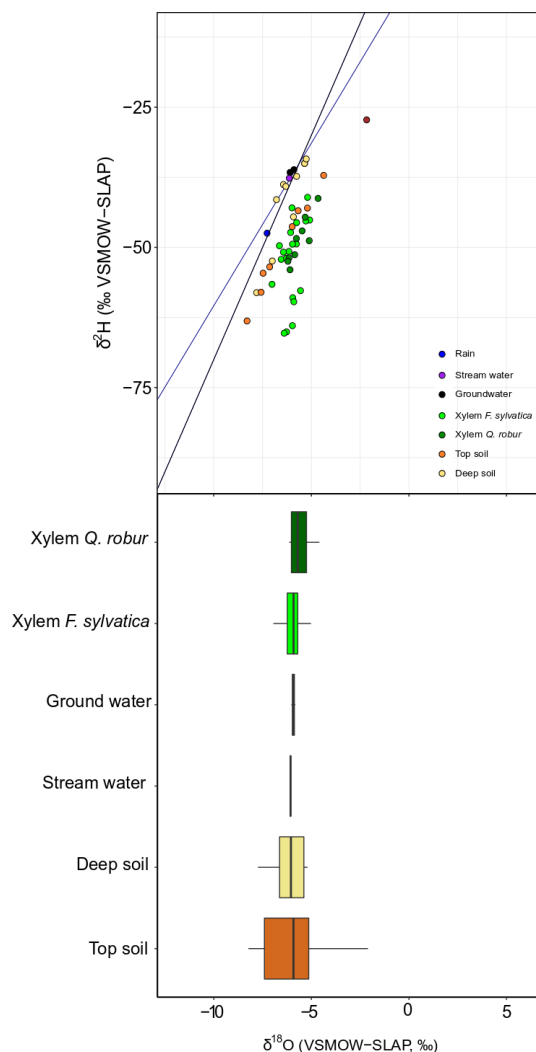 −25
−50
−75
δ²H (‰ VSMOW−SLAP)
Rain
Stream water
Groundwater
Xylem F. sylvatica
Xylem Q. robur
Top soil
Deep soil
Xylem Q. robur
Xylem F. sylvatica
Ground water
Stream water
Deep soil
Top soil
−10 −5 0 5
δ¹⁸O (VSMOW−SLAP, ‰)